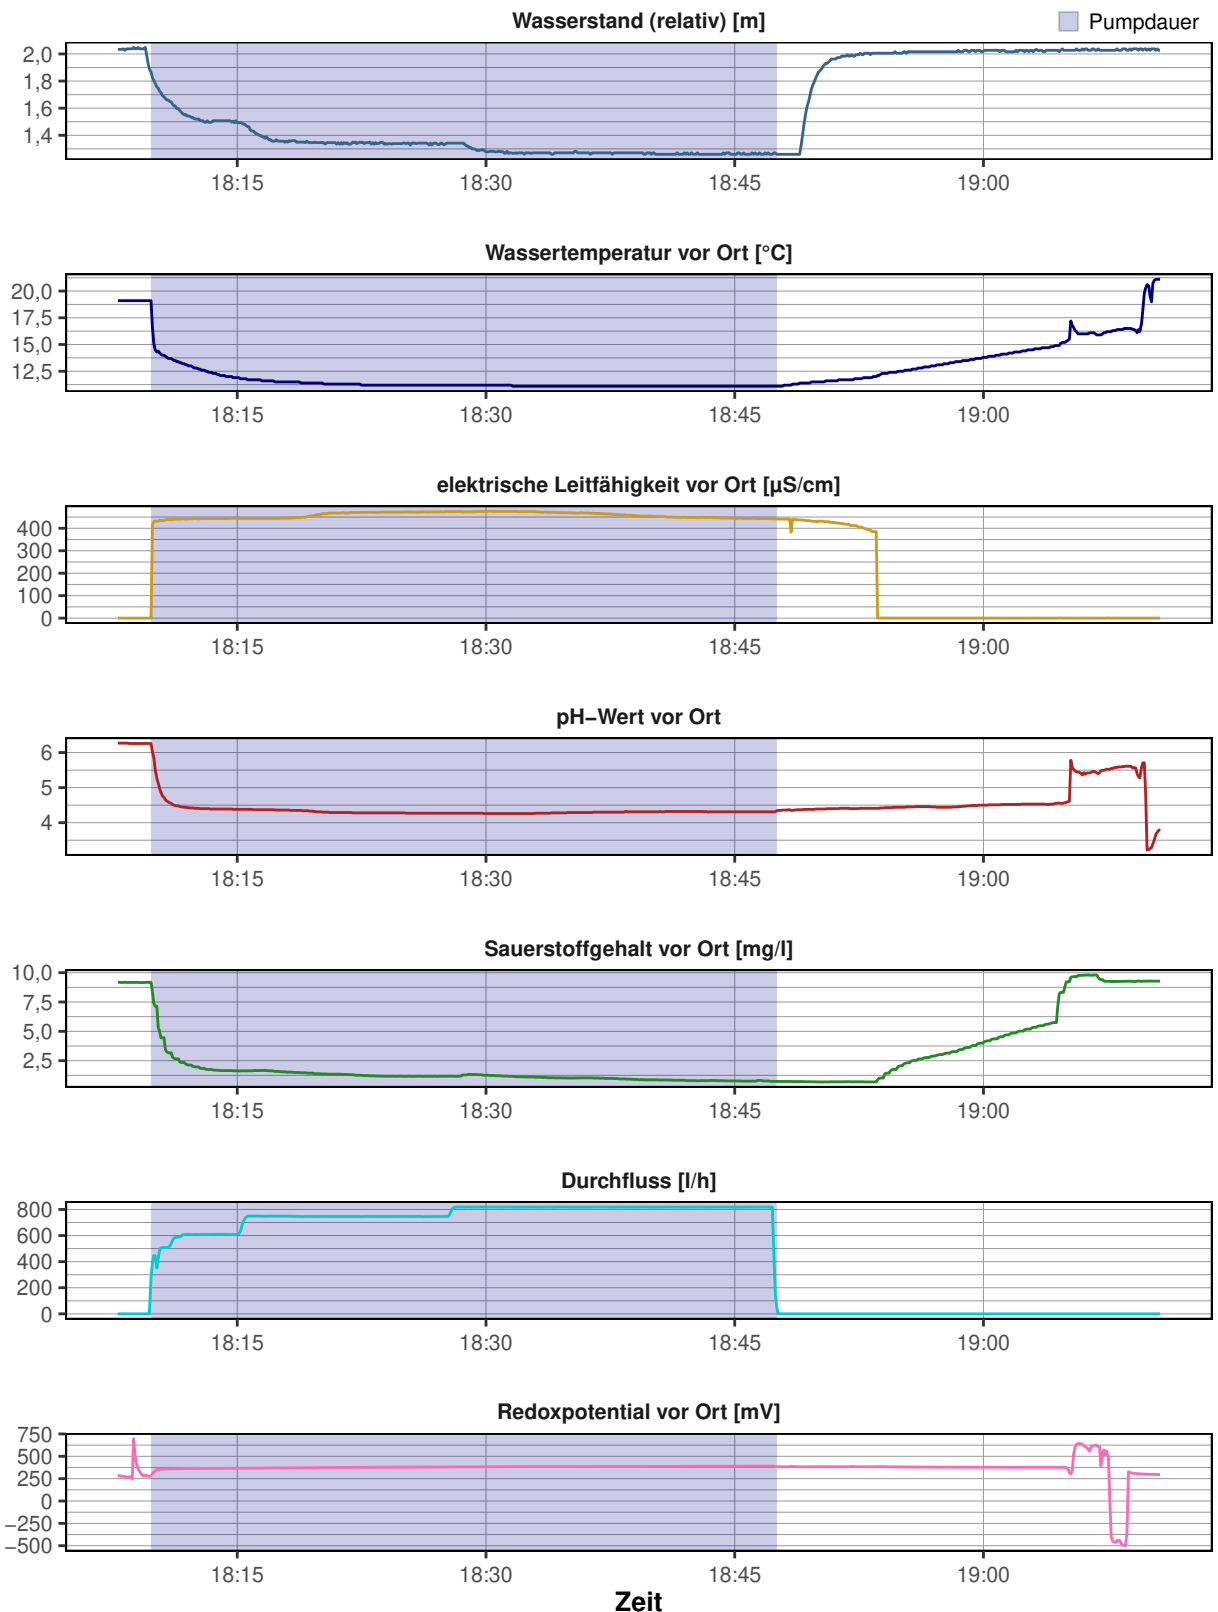 Wasserstand (relativ) [m]
Pumpdauer
2,0
1,8
1,6
1,4
18:15 18:30 18:45 19:00
Wassertemperatur vor Ort [°C]
20,0
17,5
15,0
12,5
18:15 18:30 18:45 19:00
elektrische Leitfähigkeit vor Ort [µS/cm]
400
300
200
100
0
18:15 18:30 18:45 19:00
pH−Wert vor Ort
6
5
4
18:15 18:30 18:45 19:00
Sauerstoffgehalt vor Ort [mg/l]
10,0
7,5
5,0
2,5
18:15 18:30 18:45 19:00
Durchfluss [l/h]
800
600
400
200
0
18:15 18:30 18:45 19:00
Redoxpotential vor Ort [mV]
750
500
250
0
−250
−500
18:15 18:30 18:45 19:00
Zeit